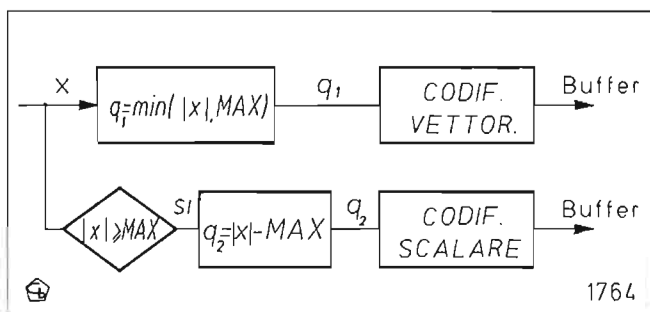 X
q₁=min(|x|,MAX)
q₁
CODIF.
VETTOR.
Buffer
|x|⩾MAX
SI
q₂=|x|-MAX
q₂
CODIF.
SCALARE
Buffer
1764